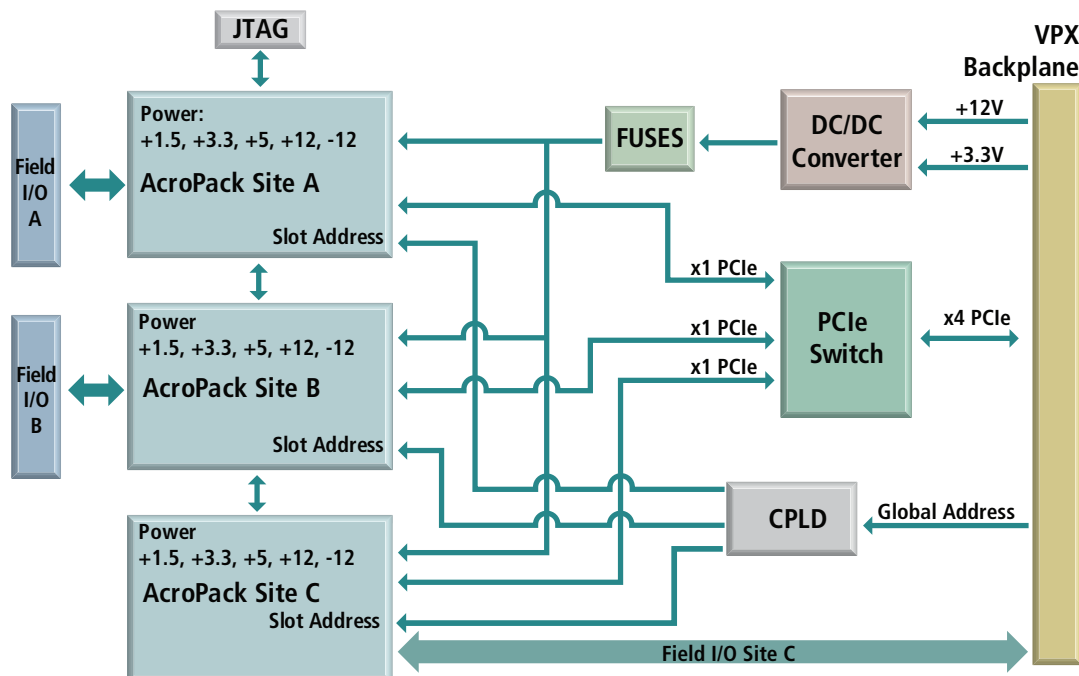 JTAG
VPX
Backplane
Field
I/O
A
Power:
+1.5, +3.3, +5, +12, -12
AcroPack Site A
Slot Address
FUSES
DC/DC
Converter
+12V
+3.3V
x1 PCIe
Field
I/O
B
Power
+1.5, +3.3, +5, +12, -12
AcroPack Site B
Slot Address
x1 PCIe
x1 PCIe
PCIe
Switch
x4 PCIe
Power
+1.5, +3.3, +5, +12, -12
AcroPack Site C
Slot Address
CPLD
Global Address
Field I/O Site C